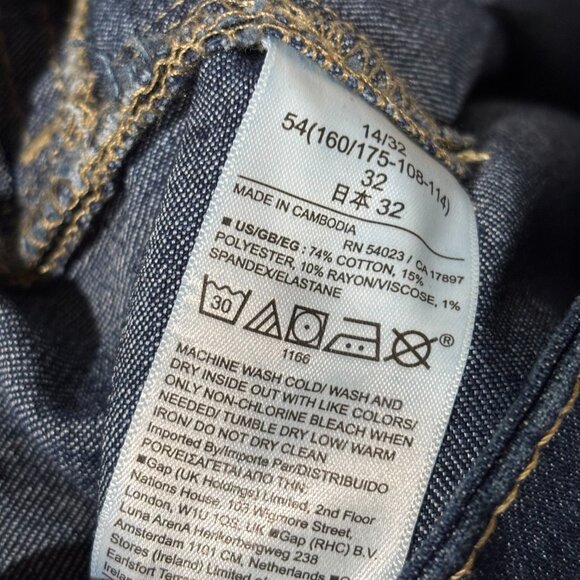 14/32
54(160/175-108-114)
32
日本 32
MADE IN CAMBODIA
RN 54023 / CA 17897
■ US/GB/EG : 74% COTTON, 15%
POLYESTER, 10% RAYON/VISCOSE, 1%
SPANDEX/ELASTANE
30
®
1166
MACHINE WASH COLD/ WASH AND
DRY INSIDE OUT WITH LIKE COLORS/
ONLY NON-CHLORINE BLEACH WHEN
NEEDED/ TUMBLE DRY LOW/ WARM
IRON/ DO NOT DRY CLEAN
Imported By/Importe Par/DISTRIBUIDO
POR/ΕΙΣΑΓΕΤΑΙ ΑΠΟ ΤΗΝ:
■Gap (UK Holdings) Limited, 2nd Floor
Nations House, 103 Wigmore Street,
London, W1U 1QS, UK ■Gap (RHC) B.V.
Luna ArenA Herikerbergweg 238
Amsterdam 1101 CM, Netherlands
Stores (Ireland) Limited
Earlsfort Terr